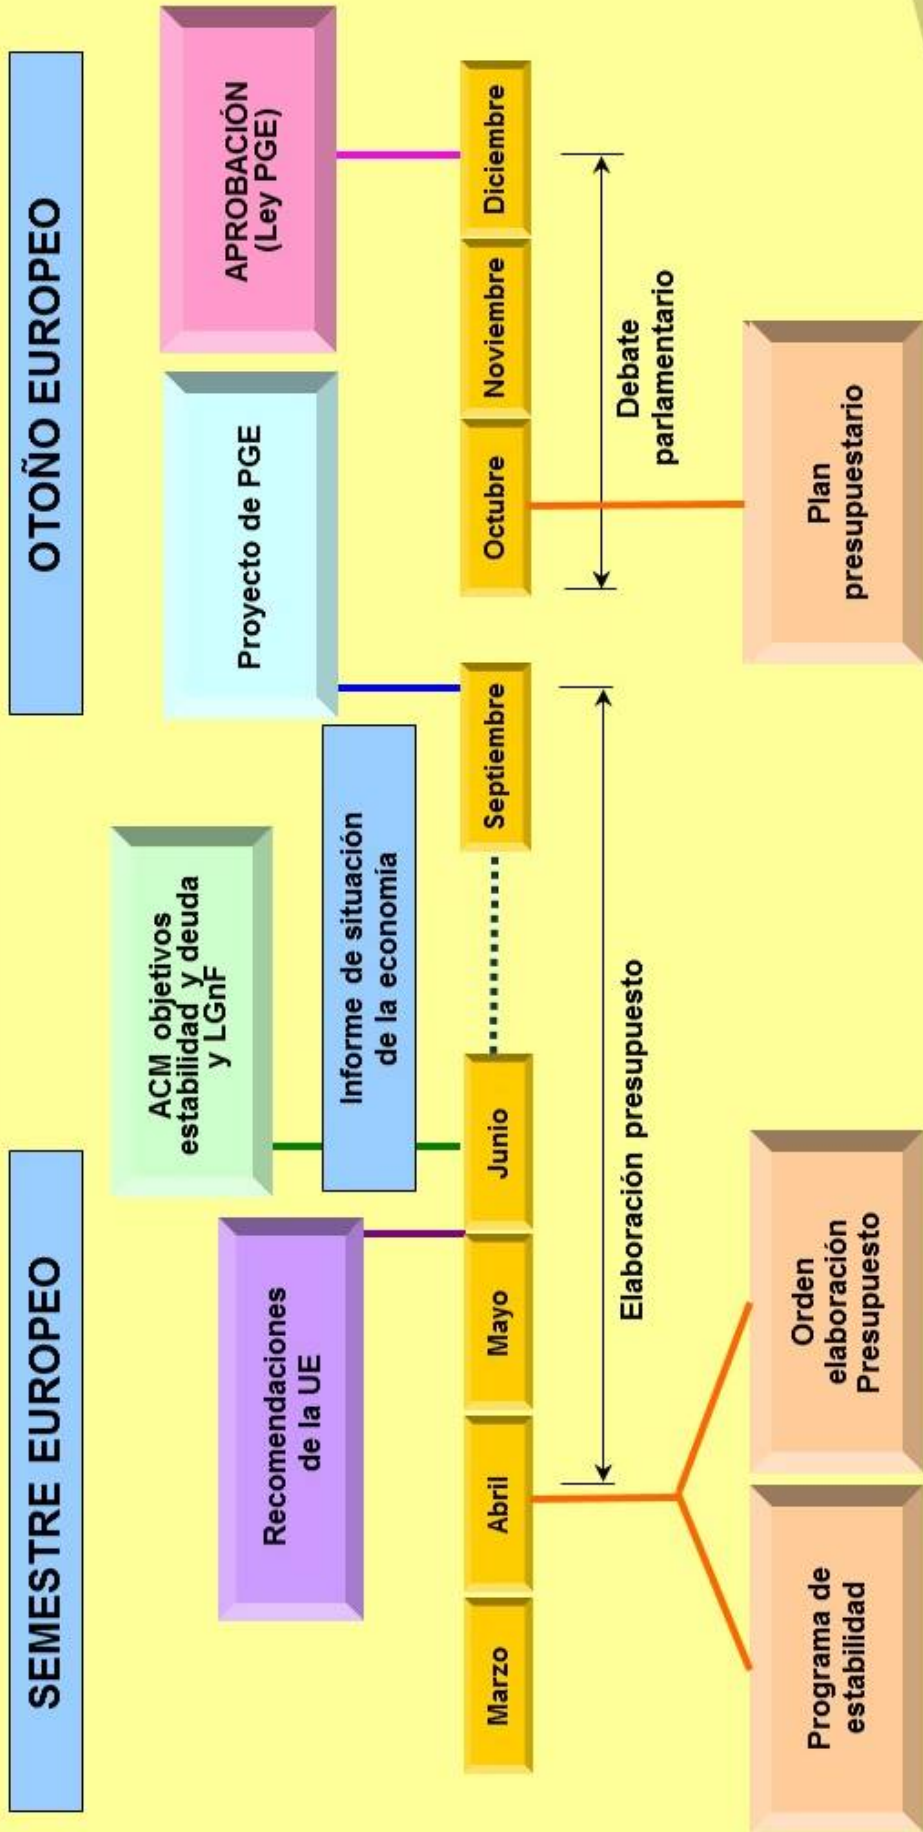 SEMESTRE EUROPEO
OTOÑO EUROPEO
ACM objetivos
estabilidad y deuda
y LGnF
Proyecto de PGE
APROBACIÓN
(Ley PGE)
Recomendaciones
de la UE
Informe de situación
de la economía
Marzo
Abril
Mayo
Junio
Septiembre
Octubre
Noviembre
Diciembre
Elaboración presupuesto
Debate
parlamentario
Programa de
estabilidad
Orden
elaboración
Presupuesto
Plan
presupuestario